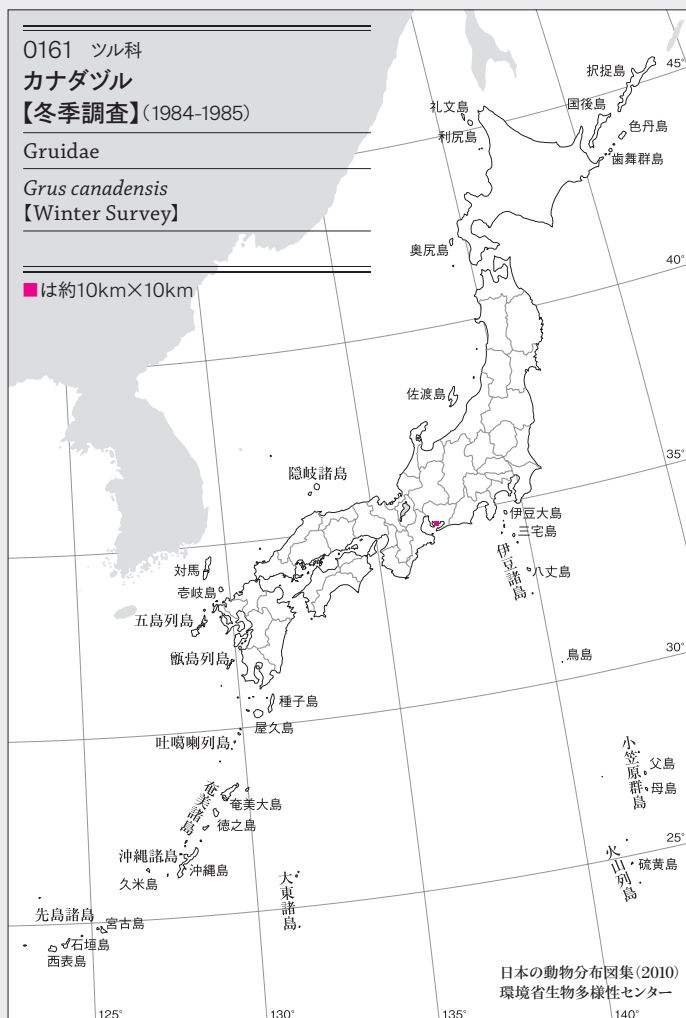 0161 ツル科
カナダヅル
【冬季調査】(1984-1985)
Gruidae
Grus canadensis
【Winter Survey】
■は約10km×10km
択捉島
45°
礼文島
国後島
利尻島
色丹島
歯舞群島
奥尻島
40°
佐渡島
35°
隠岐諸島
伊豆大島
三宅島
伊豆諸島
八丈島
対馬
壱岐島
五島列島
甑島列島
鳥島
30°
種子島
屋久島
吐噶喇列島
小笠原群島
父島
母島
奄美諸島
奄美大島
徳之島
25°
沖縄諸島
沖縄島
久米島
大東諸島
火山列島
硫黄島
先島諸島
宮古島
石垣島
西表島
日本の動物分布図集(2010)
環境省生物多様性センター
125°
130°
135°
140°